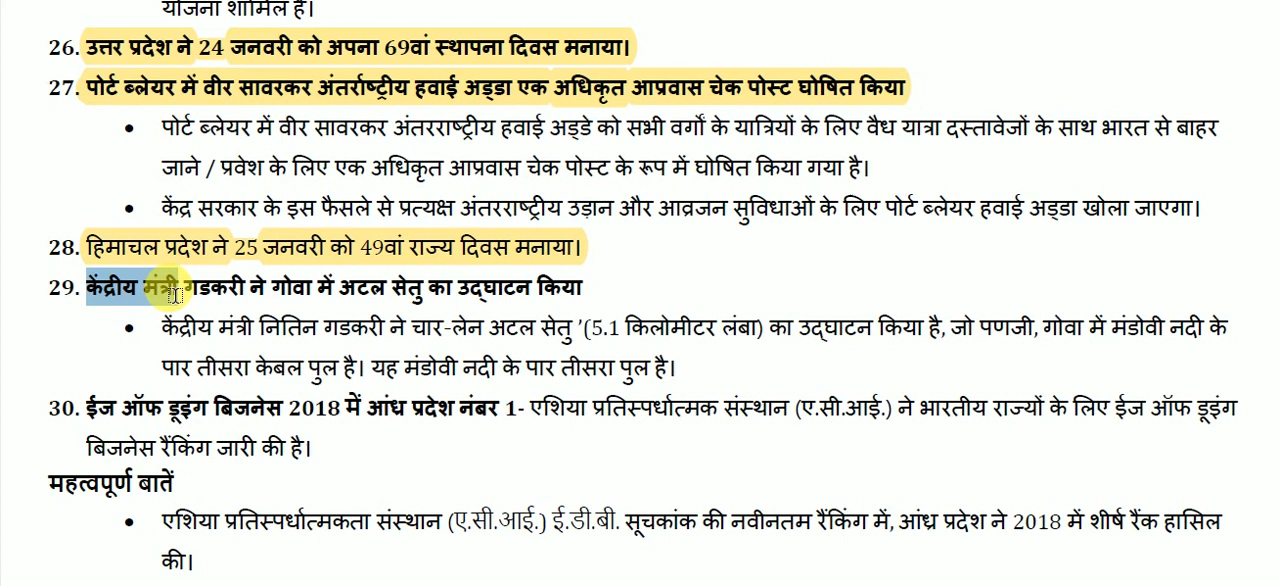 योजना शामिल है।
26. उत्तर प्रदेश ने 24 जनवरी को अपना 69वां स्थापना दिवस मनाया।
27. पोर्ट ब्लेयर में वीर सावरकर अंतर्राष्ट्रीय हवाई अड्डा एक अधिकृत आप्रवास चेक पोस्ट घोषित किया
• पोर्ट ब्लेयर में वीर सावरकर अंतरराष्ट्रीय हवाई अड्डे को सभी वर्गों के यात्रियों के लिए वैध यात्रा दस्तावेजों के साथ भारत से बाहर
जाने / प्रवेश के लिए एक अधिकृत आप्रवास चेक पोस्ट के रूप में घोषित किया गया है।
• केंद्र सरकार के इस फैसले से प्रत्यक्ष अंतरराष्ट्रीय उड़ान और आव्रजन सुविधाओं के लिए पोर्ट ब्लेयर हवाई अड्डा खोला जाएगा।
28. हिमाचल प्रदेश ने 25 जनवरी को 49वां राज्य दिवस मनाया।
29. केंद्रीय मंत्री गडकरी ने गोवा में अटल सेतु का उद्घाटन किया
• केंद्रीय मंत्री नितिन गडकरी ने चार-लेन अटल सेतु ’(5.1 किलोमीटर लंबा) का उद्घाटन किया है, जो पणजी, गोवा में मंडोवी नदी के
पार तीसरा केबल पुल है। यह मंडोवी नदी के पार तीसरा पुल है।
30. ईज ऑफ डूइंग बिजनेस 2018 में आंध्र प्रदेश नंबर 1- एशिया प्रतिस्पर्धात्मक संस्थान (ए.सी.आई.) ने भारतीय राज्यों के लिए ईज ऑफ डूइंग
बिजनेस रैंकिंग जारी की है।
महत्वपूर्ण बातें
• एशिया प्रतिस्पर्धात्मकता संस्थान (ए.सी.आई.) ई.डी.बी. सूचकांक की नवीनतम रैंकिंग में, आंध्र प्रदेश ने 2018 में शीर्ष रैंक हासिल
की।